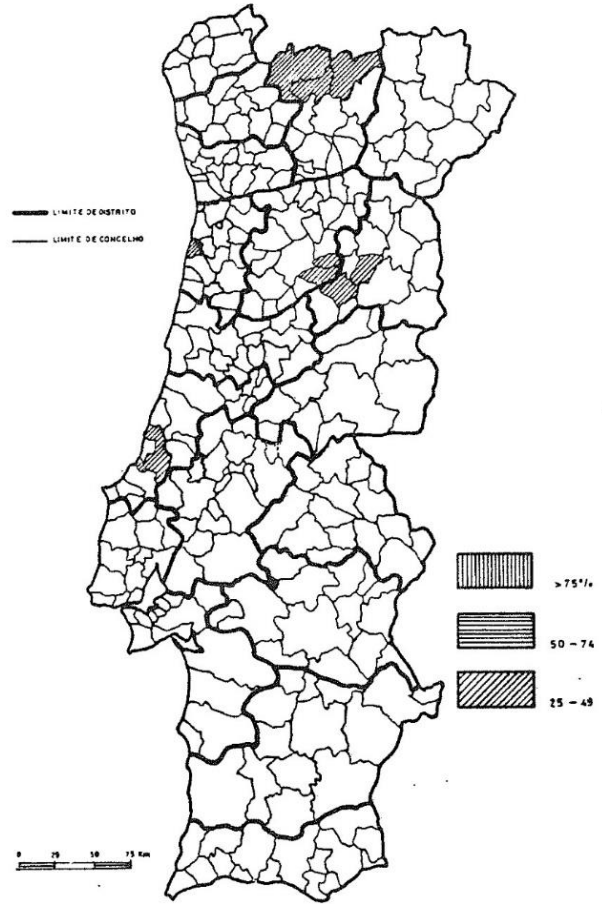 LIMITE DE DISTRITO
LIMITE DE CONCELHO
>75%
50-74
25-49
0 25 50 75 Km